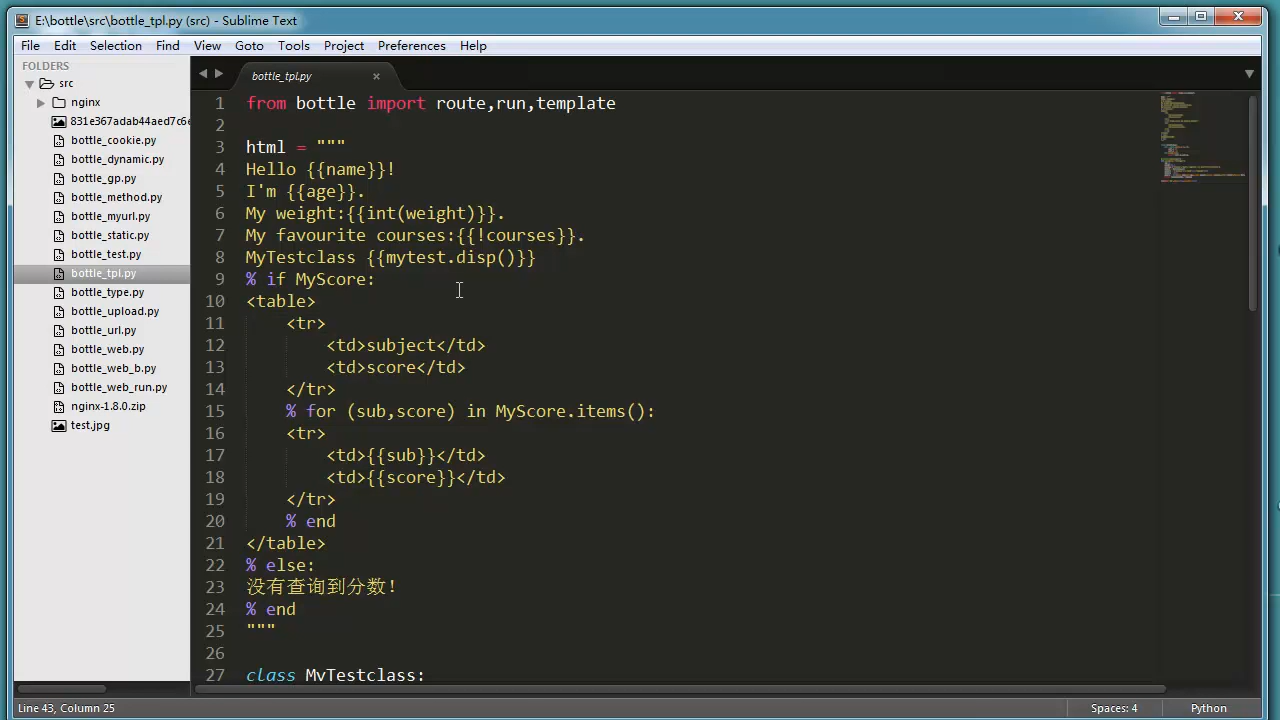 E:\bottle\src\bottle_tpl.py (src) - Sublime Text
File Edit Selection Find View Goto Tools Project Preferences Help
FOLDERS
src
nginx
831e367adab44aed7c6e
bottle_cookie.py
bottle_dynamic.py
bottle_gp.py
bottle_method.py
bottle_myurl.py
bottle_static.py
bottle_test.py
bottle_tpl.py
bottle_type.py
bottle_upload.py
bottle_url.py
bottle_web.py
bottle_web_b.py
bottle_web_run.py
nginx-1.8.0.zip
test.jpg
bottle_tpl.py
1 from bottle import route,run,template
2
3 html = """
4 Hello {{name}}!
5 I'm {{age}}.
6 My weight:{{int(weight)}}.
7 My favourite courses:{{!courses}}.
8 MyTestclass {{mytest.disp()}}
9 % if MyScore:
10 <table>
11     <tr>
12         <td>subject</td>
13         <td>score</td>
14     </tr>
15     % for (sub,score) in MyScore.items():
16     <tr>
17         <td>{{sub}}</td>
18         <td>{{score}}</td>
19     </tr>
20     % end
21 </table>
22 % else:
23 没有查询到分数!
24 % end
25 """
26
27 class MyTestclass:
Line 43, Column 25
Spaces: 4
Python